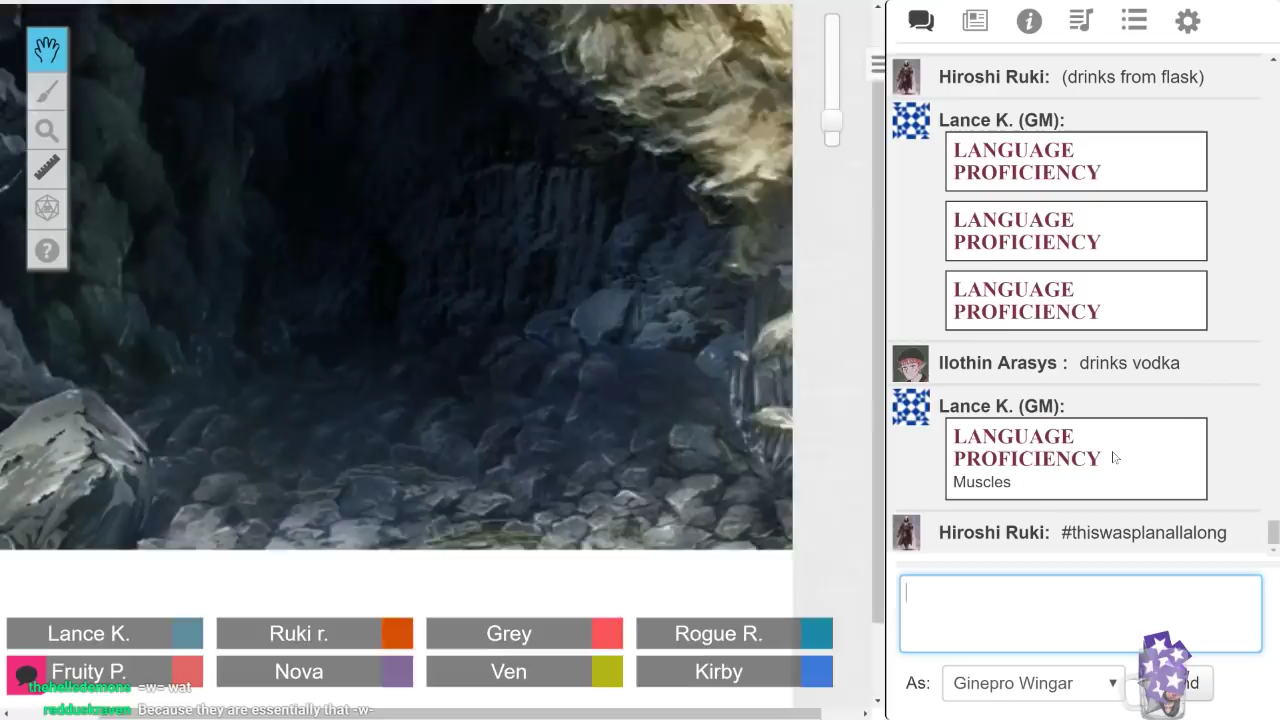 Hiroshi Ruki: (drinks from flask)
Lance K. (GM):
LANGUAGE
PROFICIENCY
LANGUAGE
PROFICIENCY
LANGUAGE
PROFICIENCY
Ilothin Arasys : drinks vodka
Lance K. (GM):
LANGUAGE
PROFICIENCY
Muscles
Hiroshi Ruki: #thiswasplanallalong
Lance K. Ruki r. Grey Rogue R.
Fruity P. Nova Ven Kirby
thehellsdemons =w= wat
redduskraven Because they are essentially that -w-
As: Ginepro Wingar